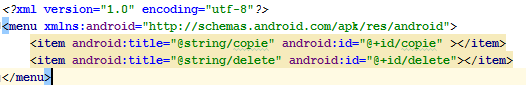 <?xml version="1.0" encoding="utf-8"?>
<menu xmlns:android="http://schemas.android.com/apk/res/android">
    <item android:title="@string/copie" android:id="@+id/copie" ></item>
    <item android:title="@string/delete" android:id="@+id/delete"></item>
</menu>